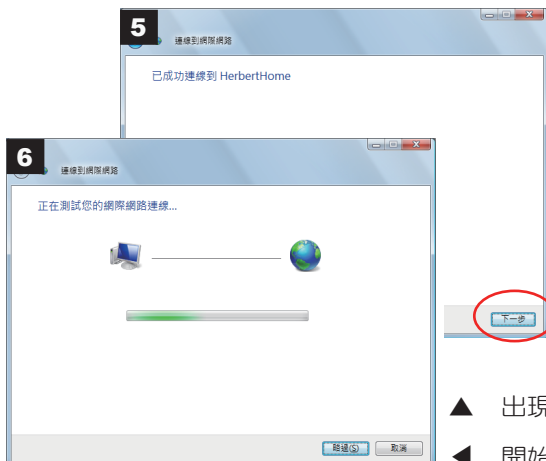 5
連線到網際網路
已成功連線到 HerbertHome
下一步
6
連線到網際網路
正在測試您的網際網路連線...
略過(S)
取消
▲ 出現
◀ 開始